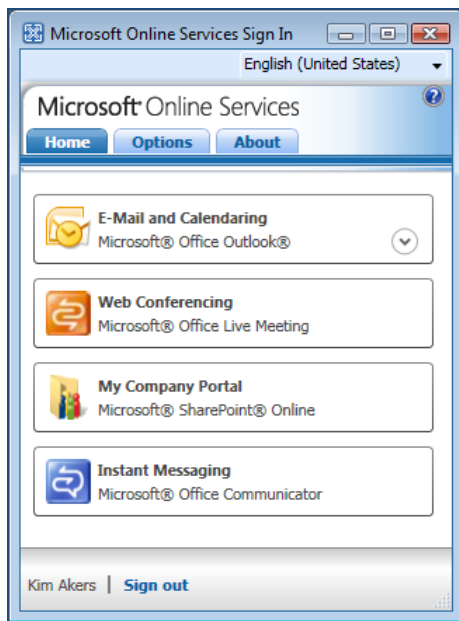 Microsoft Online Services Sign In
English (United States)
Microsoft® Online Services
?
Home Options About
E-Mail and Calendaring
Microsoft® Office Outlook®
Web Conferencing
Microsoft® Office Live Meeting
My Company Portal
Microsoft® SharePoint® Online
Instant Messaging
Microsoft® Office Communicator
Kim Akers | Sign out